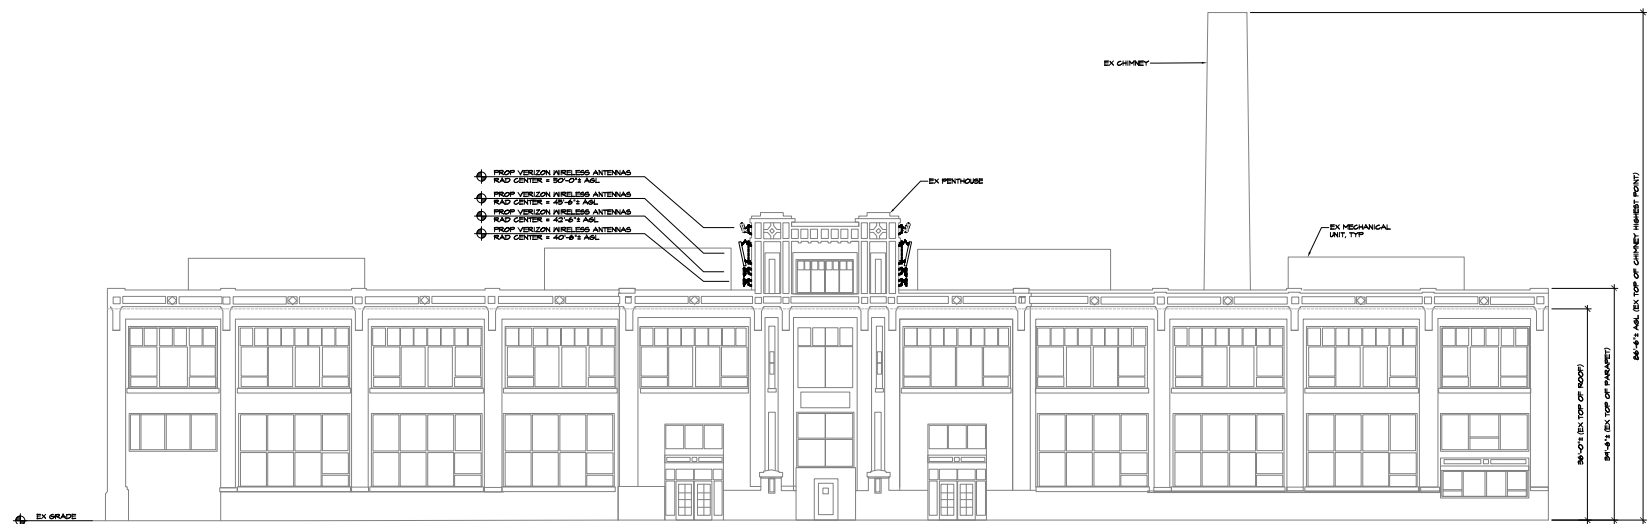 EX CHIMNEY
PROP VERIZON WIRELESS ANTENNAS
RAD CENTER = 50'-0"± AGL
PROP VERIZON WIRELESS ANTENNAS
RAD CENTER = 45'-6"± AGL
PROP VERIZON WIRELESS ANTENNAS
RAD CENTER = 42'-6"± AGL
PROP VERIZON WIRELESS ANTENNAS
RAD CENTER = 40'-6"± AGL
EX PENTHOUSE
EX MECHANICAL
UNIT, TYP
36'-0"± (EX TOP OF ROOF)
39'-6"± (EX TOP OF PARAPET)
86'-6"± AGL (EX TOP OF CHIMNEY HIGHEST POINT)
EX GRADE